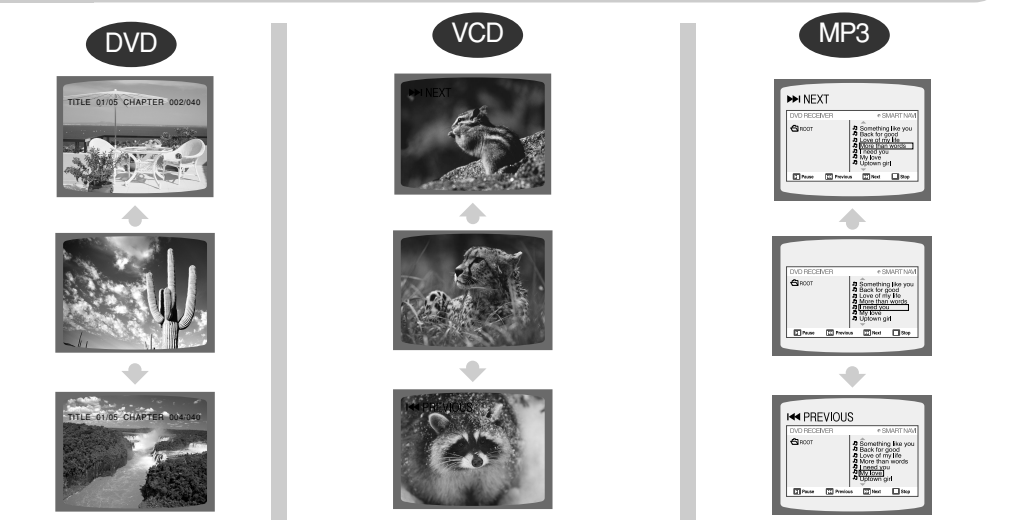 DVD
TITLE 01/05 CHAPTER 002/040
TITLE 01/05 CHAPTER 004/040
VCD
NEXT
PREVIOUS
MP3
NEXT
DVD RECEIVER SMART NAVI
ROOT
Something like you
Back for good
Love of my life
More than words
I need you
My love
Uptown girl
Pause Previous Next Stop
DVD RECEIVER SMART NAVI
ROOT
Something like you
Back for good
Love of my life
More than words
I need you
My love
Uptown girl
Pause Previous Next Stop
PREVIOUS
DVD RECEIVER SMART NAVI
ROOT
Something like you
Back for good
Love of my life
More than words
I need you
My love
Uptown girl
Pause Previous Next Stop